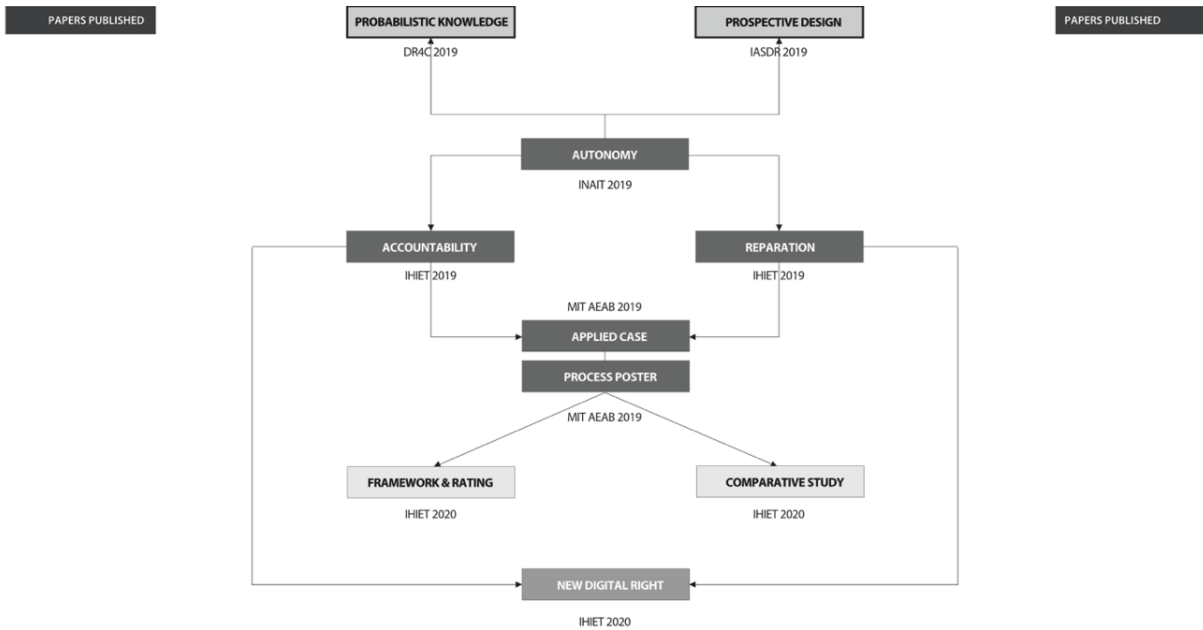 PAPERS PUBLISHED
PROBABILISTIC KNOWLEDGE
PROSPECTIVE DESIGN
PAPERS PUBLISHED
DR4C 2019
IASDR 2019
AUTONOMY
INAIT 2019
ACCOUNTABILITY
REPARATION
IHIET 2019
IHIET 2019
MIT AEAB 2019
APPLIED CASE
PROCESS POSTER
MIT AEAB 2019
FRAMEWORK & RATING
COMPARATIVE STUDY
IHIET 2020
IHIET 2020
NEW DIGITAL RIGHT
IHIET 2020